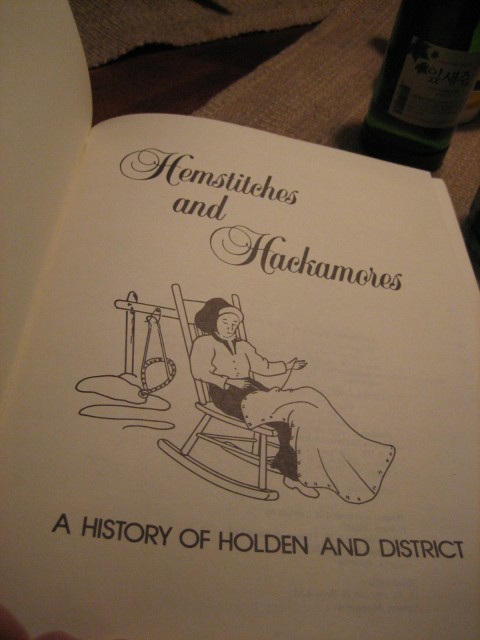 Hemstitches
and
Hackamores
A HISTORY OF HOLDEN AND DISTRICT